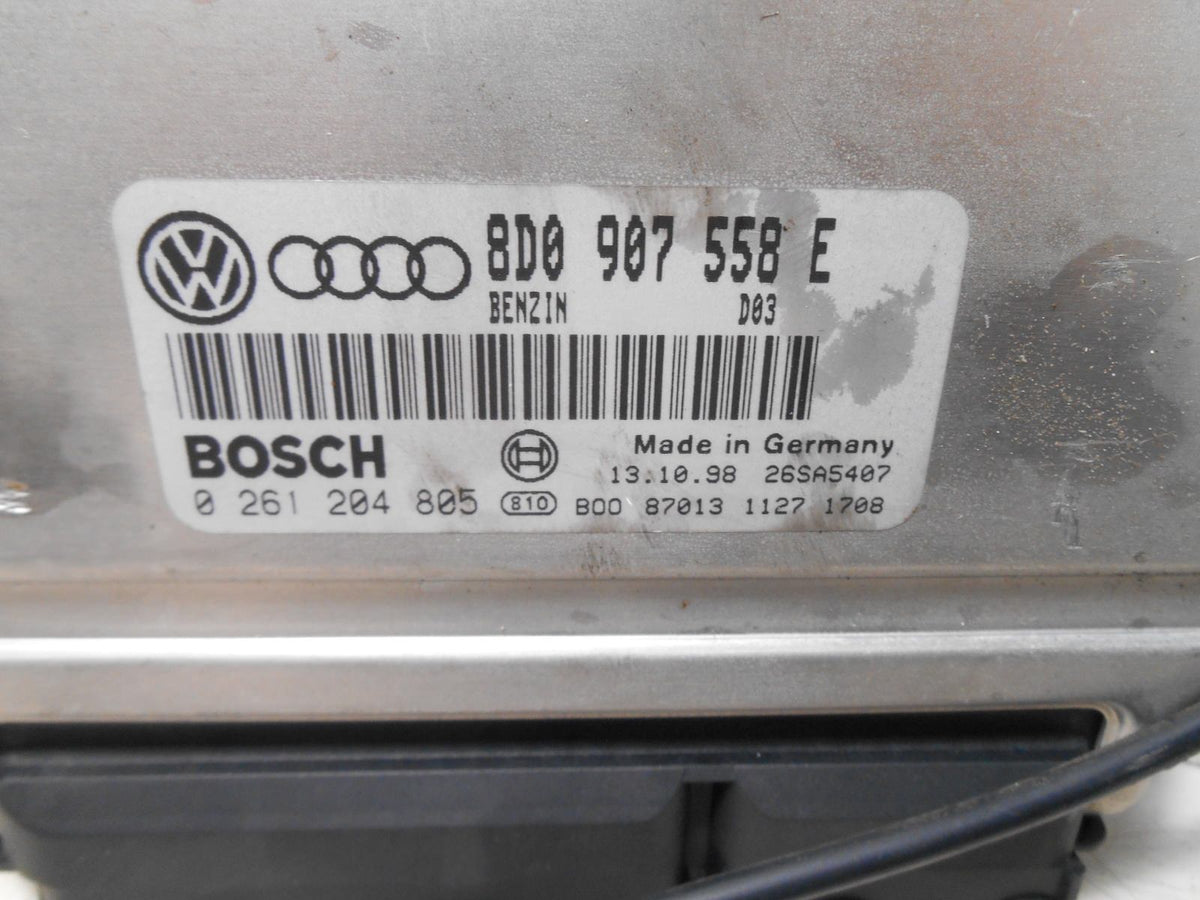 8D0 907 558 E
BENZIN D03
BOSCH
Made in Germany
13.10.98 26SA5407
0 261 204 805 810 B00 87013 1127 1708